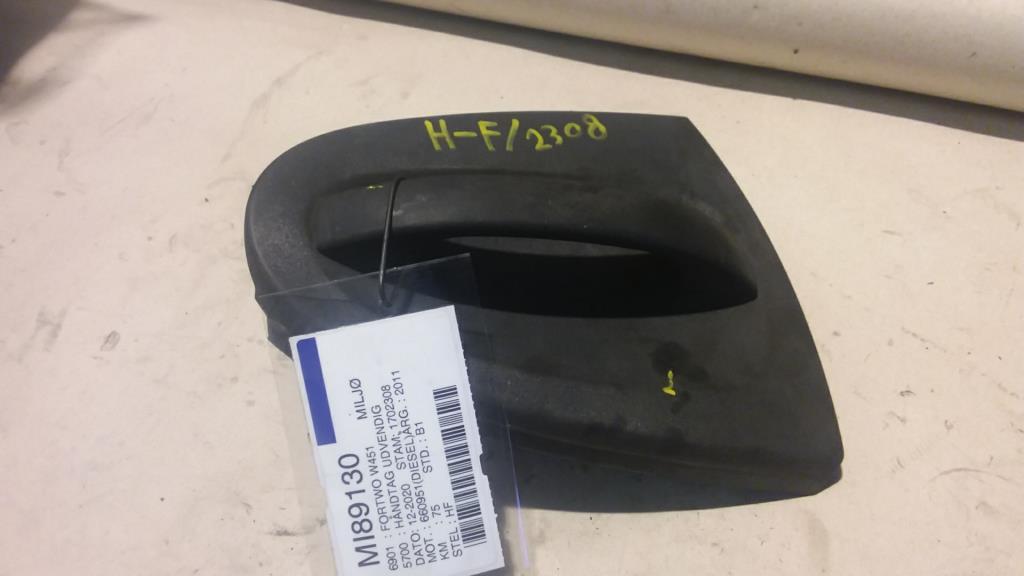 H-F/2308
MI89130 MILJØ
6901 : FORTWO W451
5700 : HÅNDTAG UDVENDIG
DATO: 12-2020 STAM: 1702308
MOT. : 660951(DIESEL)ÅRG. : 2011
KM : 75 STD. : B1
STEL : HF